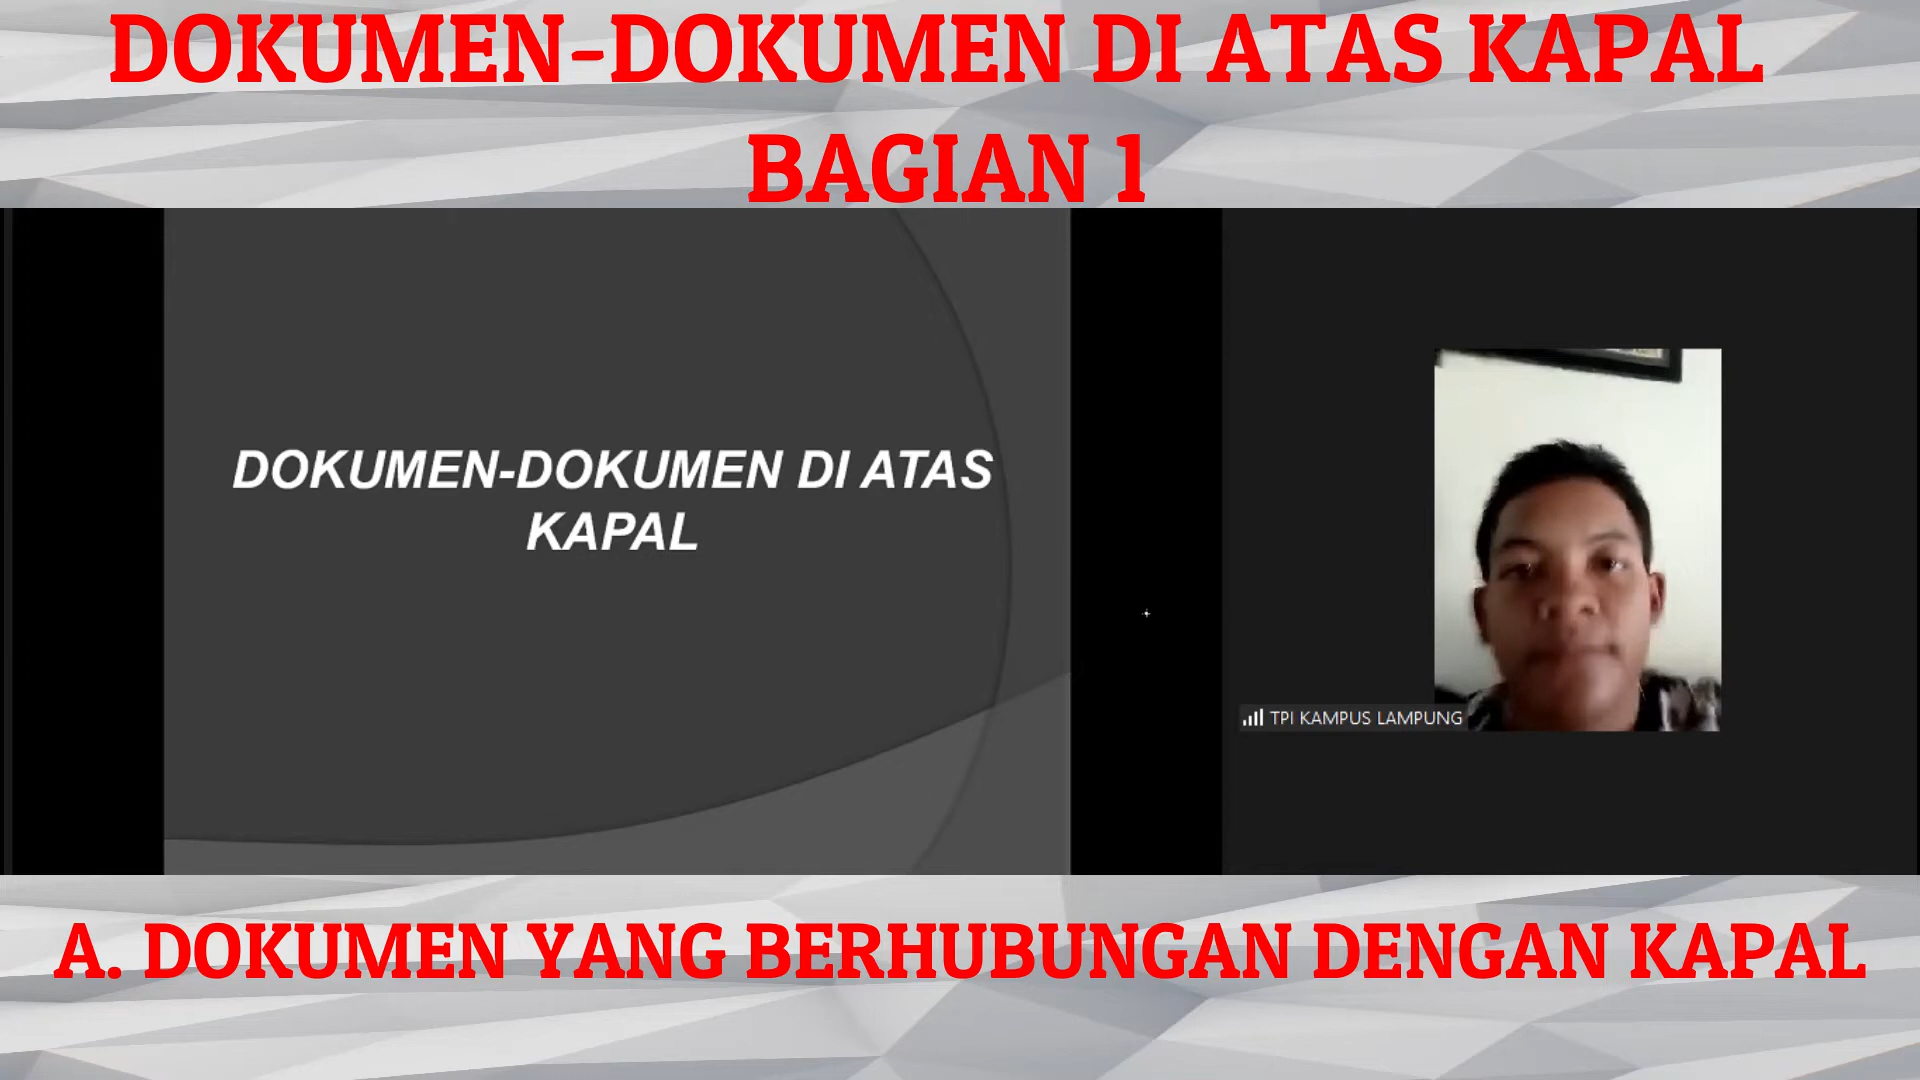 DOKUMEN-DOKUMEN DI ATAS KAPAL
BAGIAN 1
DOKUMEN-DOKUMEN DI ATAS
KAPAL
TPI KAMPUS LAMPUNG
A. DOKUMEN YANG BERHUBUNGAN DENGAN KAPAL